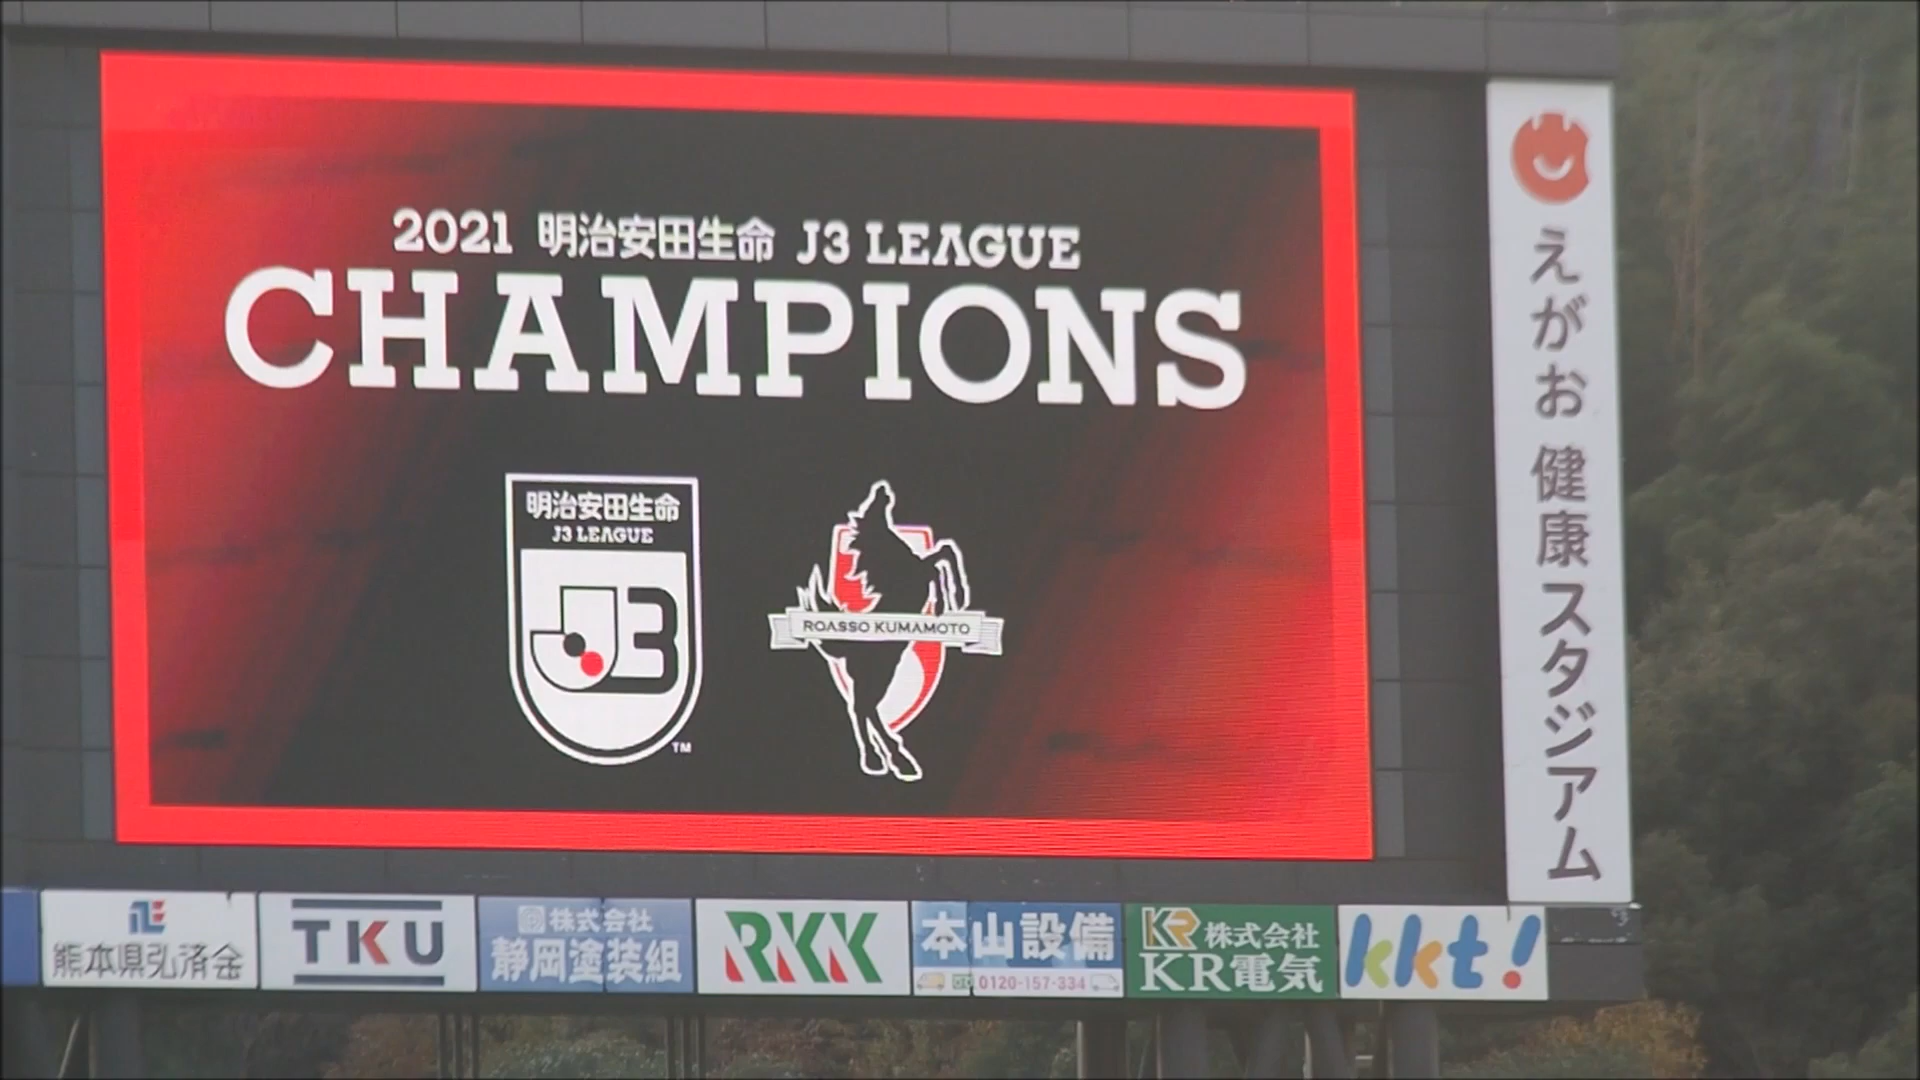 2021 明治安田生命 J3 LEAGUE
CHAMPIONS
明治安田生命
J3 LEAGUE
J3
TM
ROASSO KUMAMOTO
えがお 健康スタジアム
熊本県弘済会
TKU
株式会社
静岡塗装組
RKK
本山設備
0120-157-334
KR 株式会社
KR電気
kkt!